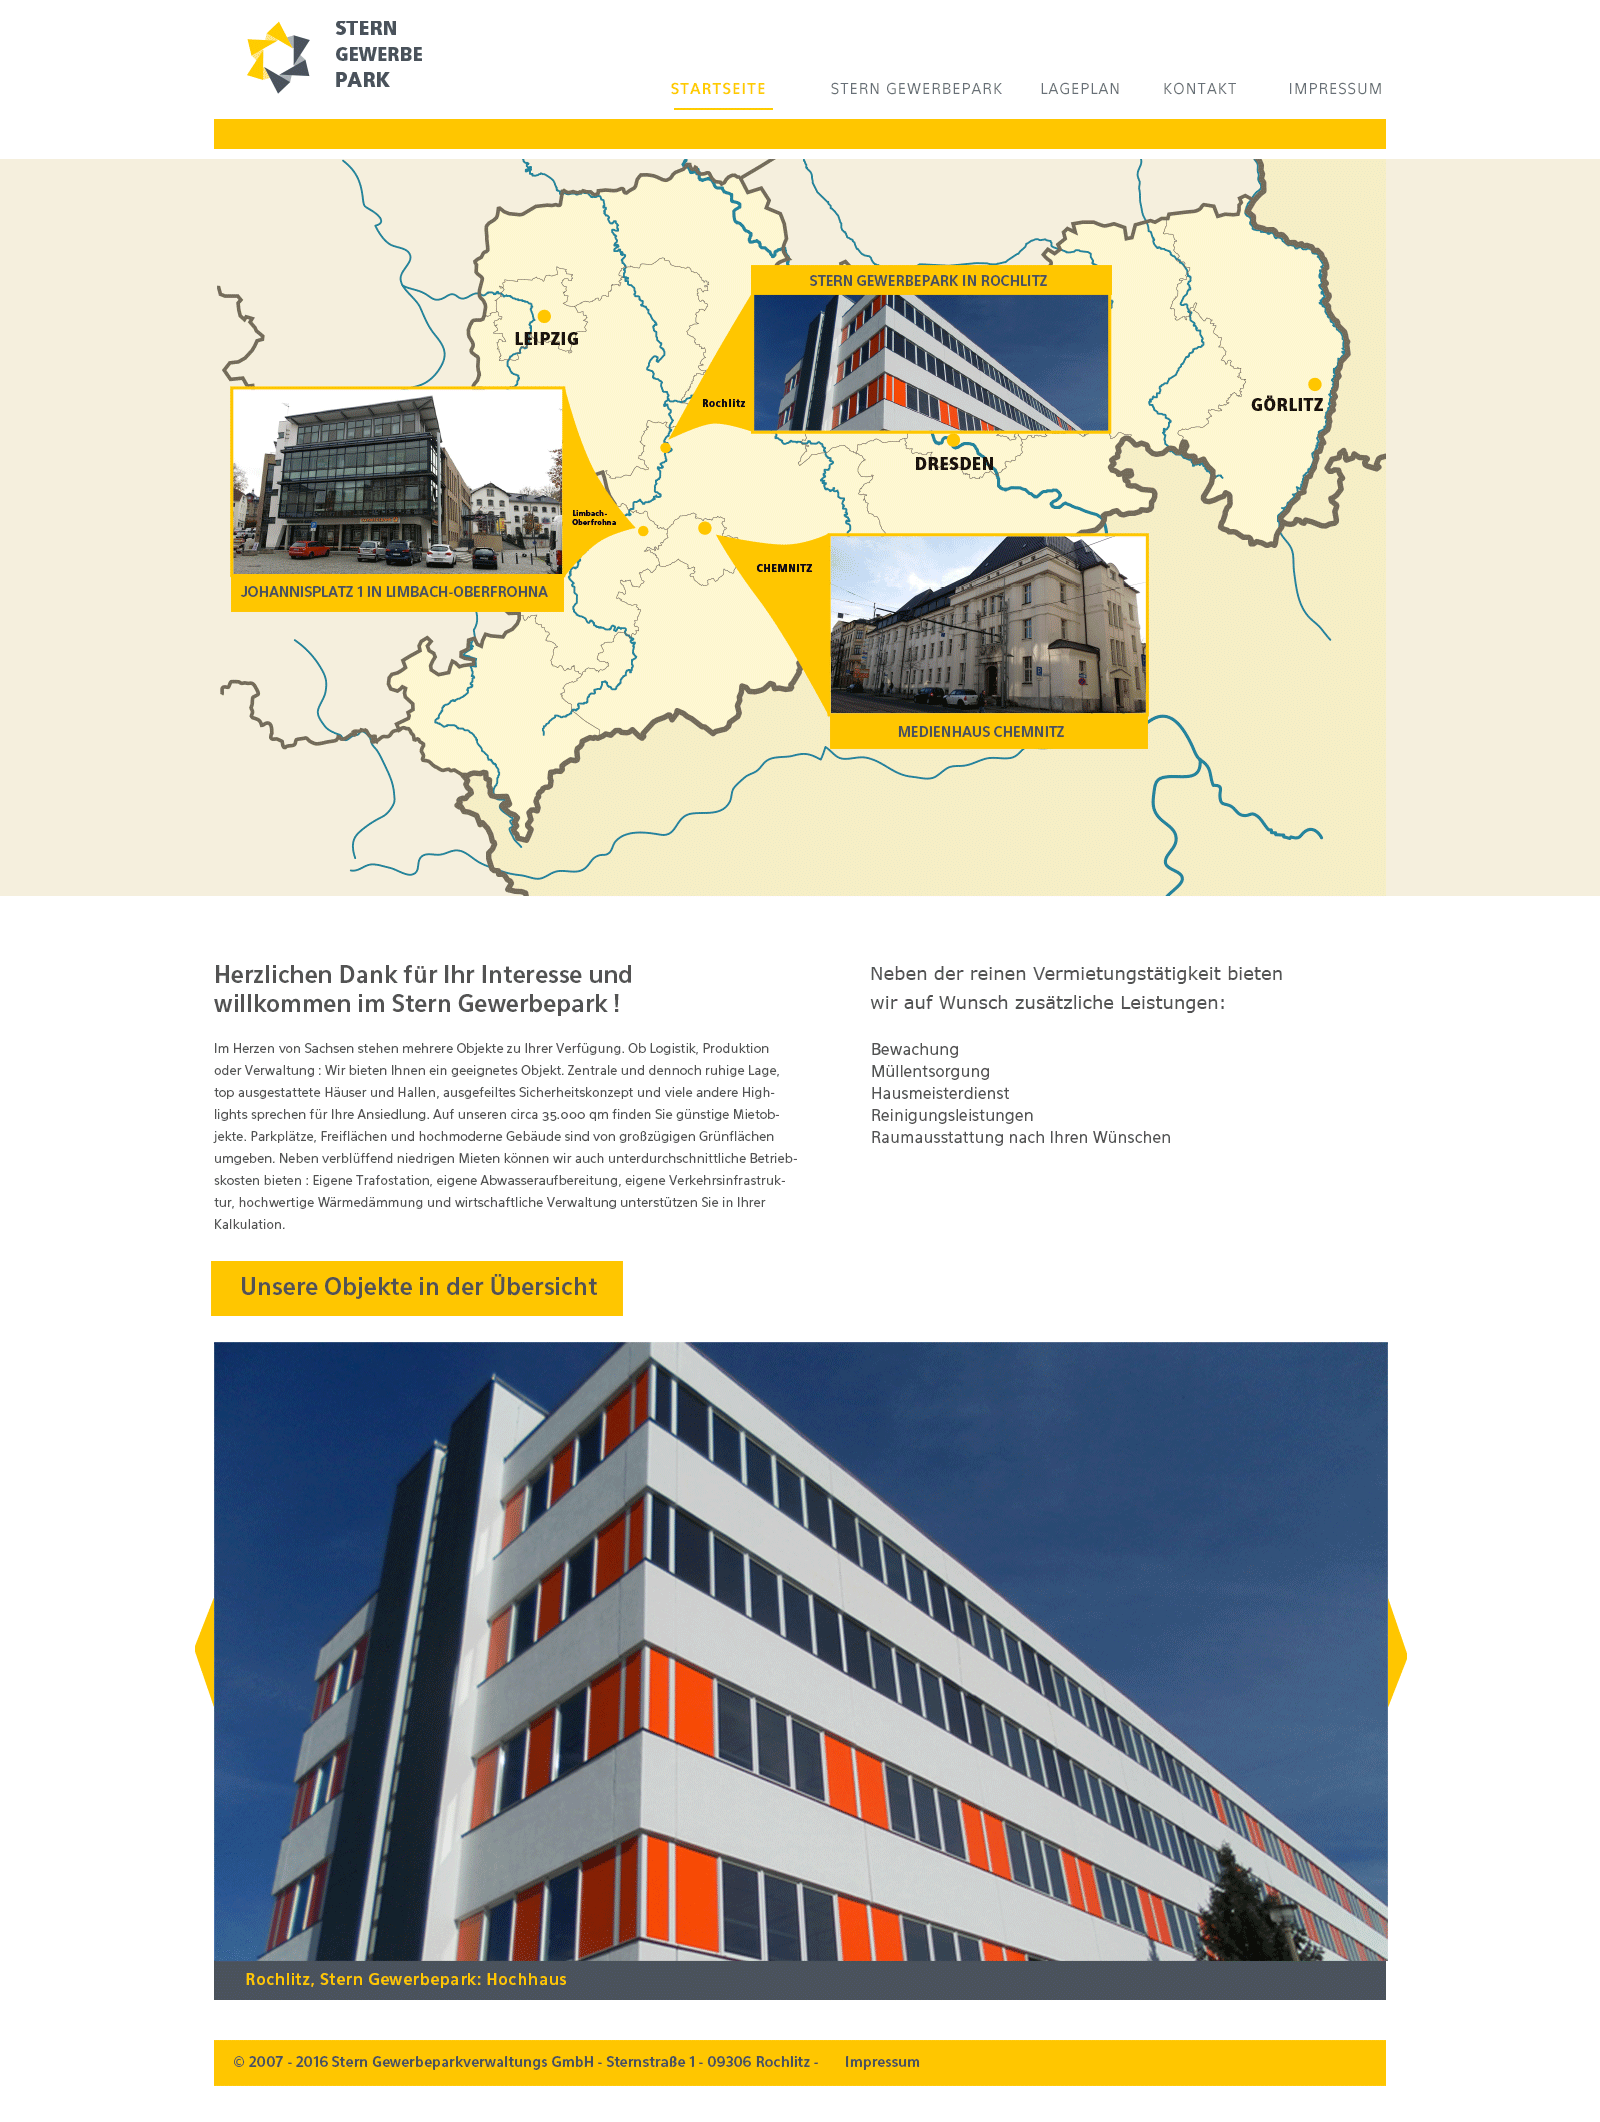 STERN
GEWERBE
PARK
STARTSEITE
STERN GEWERBEPARK
LAGEPLAN
KONTAKT
IMPRESSUM
STERN GEWERBEPARK IN ROCHLITZ
LEIPZIG
Rochlitz
GÖRLITZ
DRESDEN
Limbach-
Oberfrohna
CHEMNITZ
JOHANNISPLATZ 1 IN LIMBACH-OBERFROHNA
MEDIENHAUS CHEMNITZ
Herzlichen Dank für Ihr Interesse und
willkommen im Stern Gewerbepark !
Im Herzen von Sachsen stehen mehrere Objekte zu Ihrer Verfügung. Ob Logistik, Produktion
oder Verwaltung : Wir bieten Ihnen ein geeignetes Objekt. Zentrale und dennoch ruhige Lage,
top ausgestattete Häuser und Hallen, ausgefeiltes Sicherheitskonzept und viele andere High-
lights sprechen für Ihre Ansiedlung. Auf unseren circa 35.000 qm finden Sie günstige Mietob-
jekte. Parkplätze, Freiflächen und hochmoderne Gebäude sind von großzügigen Grünflächen
umgeben. Neben verblüffend niedrigen Mieten können wir auch unterdurchschnittliche Betrieb-
skosten bieten : Eigene Trafostation, eigene Abwasseraufbereitung, eigene Verkehrsinfrastruk-
tur, hochwertige Wärmedämmung und wirtschaftliche Verwaltung unterstützen Sie in Ihrer
Kalkulation.
Neben der reinen Vermietungstätigkeit bieten
wir auf Wunsch zusätzliche Leistungen:
Bewachung
Müllentsorgung
Hausmeisterdienst
Reinigungsleistungen
Raumausstattung nach Ihren Wünschen
Unsere Objekte in der Übersicht
Rochlitz, Stern Gewerbepark: Hochhaus
© 2007 - 2016 Stern Gewerbeparkverwaltungs GmbH - Sternstraße 1 - 09306 Rochlitz - Impressum